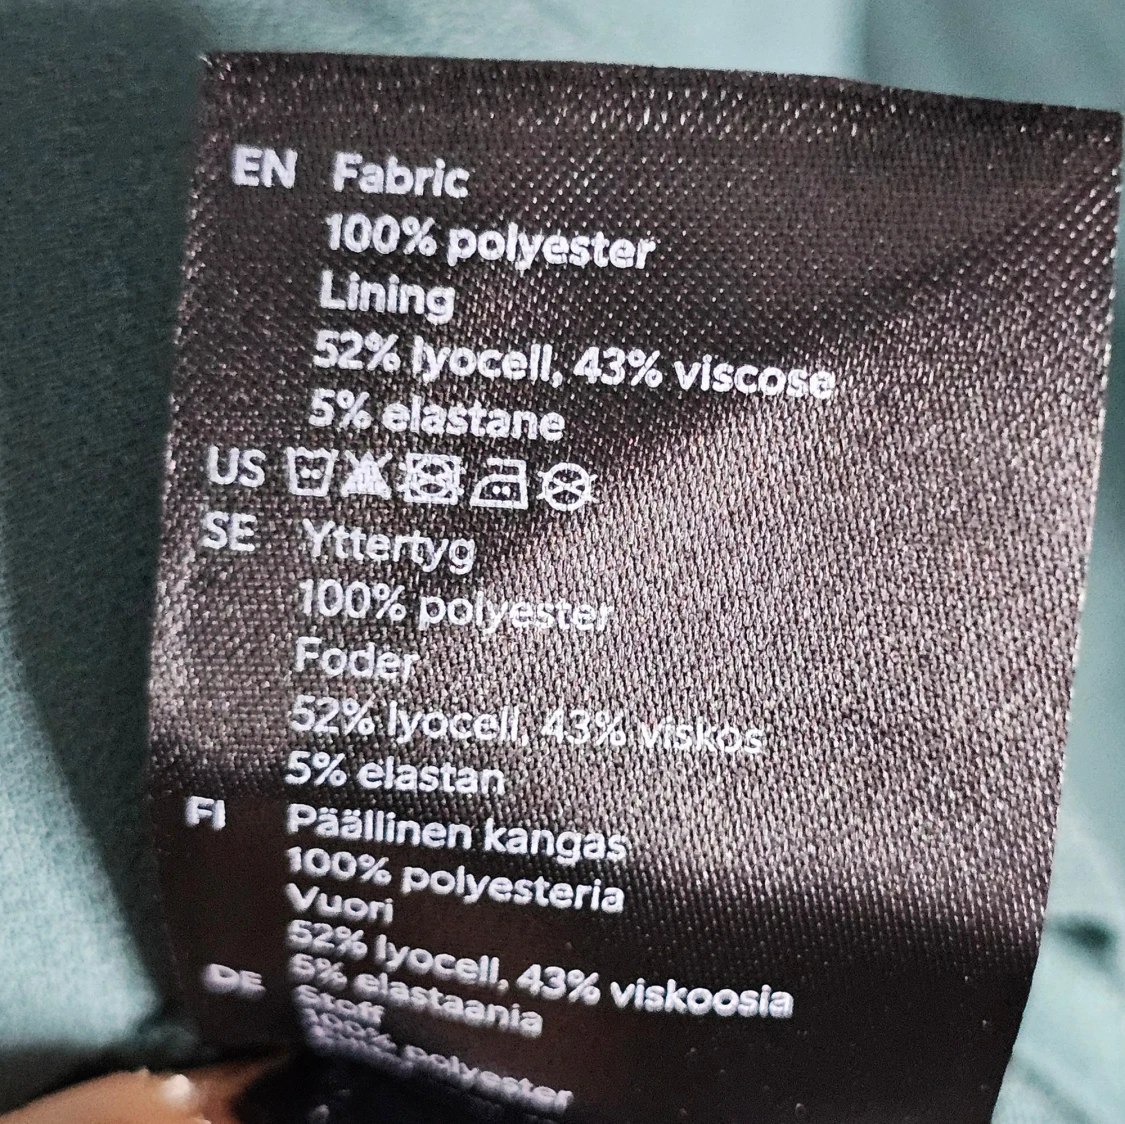 EN Fabric
100% polyester
Lining
52% lyocell, 43% viscose
5% elastane
US
SE Yttertyg
100% polyester
Foder
52% lyocell, 43% viskos
5% elastan
FI Päällinen kangas
100% polyesteria
Vuori
52% lyocell, 43% viskoosia
5% elastaania
DE Stoff
100% polyester